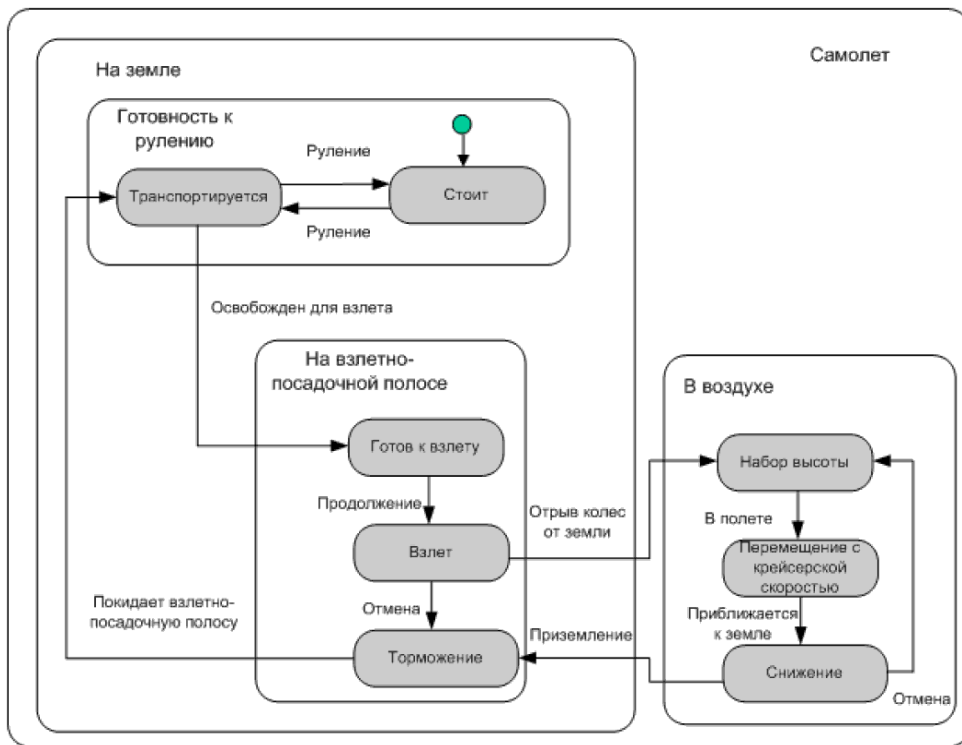 Самолет
На земле
Готовность к
рулению
Руление
Транспортируется
Стоит
Руление
Освобожден для взлета
На взлетно-
посадочной полосе
В воздухе
Готов к взлету
Набор высоты
Продолжение
Отрыв колес
от земли
В полете
Взлет
Перемещение с
крейсерской
скоростью
Покидает взлетно-
посадочную полосу
Отмена
Приближается
к земле
Приземление
Торможение
Снижение
Отмена